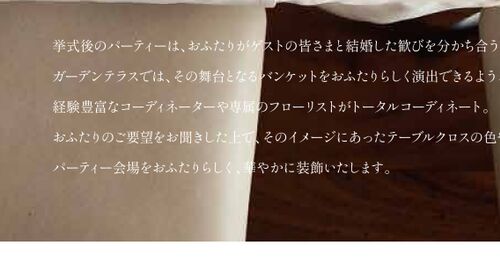 挙式後のパーティーは、おふたりがゲストの皆さまと結婚した歓びを分かち合う
ガーデンテラスでは、その舞台となるバンケットをおふたりらしく演出できるよう
経験豊富なコーディネーターや専属のフローリストがトータルコーディネート。
おふたりのご要望をお聞きした上で、そのイメージにあったテーブルクロスの色
パーティー会場をおふたりらしく、華やかに装飾いたします。